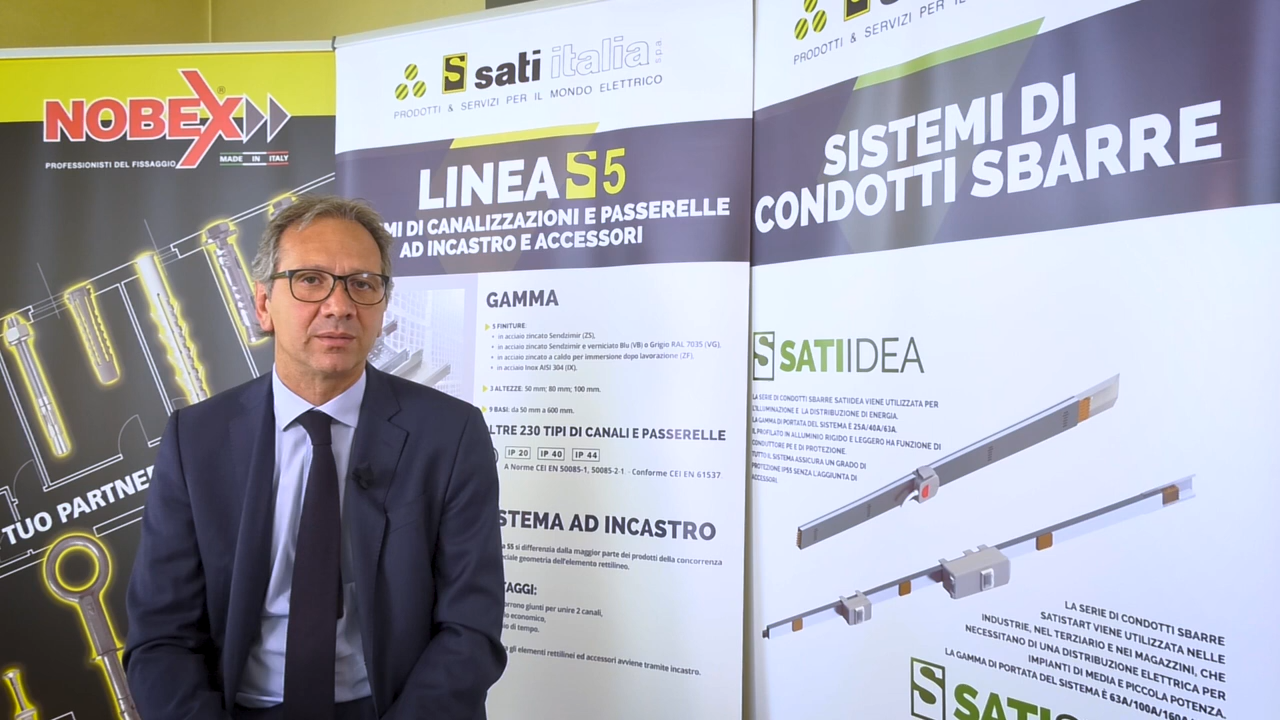 NOBEX
®
PROFESSIONISTI DEL FISSAGGIO
MADE IN ITALY
TUO PARTNE
S sati italia s.p.a.
PRODOTTI & SERVIZI PER IL MONDO ELETTRICO
LINEA S5
MI DI CANALIZZAZIONI E PASSERELLE
AD INCASTRO E ACCESSORI
GAMMA
5 FINITURE:
• in acciaio zincato Sendzimir (ZS),
• in acciaio zincato Sendzimir e verniciato Blu (VB) o Grigio RAL 7035 (VG),
• in acciaio zincato a caldo per immersione dopo lavorazione (ZF),
• in acciaio Inox AISI 304 (IX).
3 ALTEZZE: 50 mm; 80 mm; 100 mm.
9 BASI: da 50 mm a 600 mm.
LTRE 230 TIPI DI CANALI E PASSERELLE
IP 20 IP 40 IP 44
A Norme CEI EN 50085-1, 50085-2-1 · Conforme CEI EN 61537.
STEMA AD INCASTRO
a S5 si differenzia dalla maggior parte dei prodotti della concorrenza
eciale geometria dell'elemento rettilineo.
TAGGI:
orrono giunti per unire 2 canali,
io economico,
io di tempo.
a gli elementi rettilinei ed accessori avviene tramite incastro.
PRODOTTI & SERVIZI PER IL
SISTEMI DI
CONDOTTI SBARRE
S SATIIDEA
LA SERIE DI CONDOTTI SBARRE SATIIDEA VIENE UTILIZZATA PER
L'ILLUMINAZIONE E LA DISTRIBUZIONE DI ENERGIA.
LA GAMMA DI PORTATA DEL SISTEMA È 25A/40A/63A.
IL PROFILATO IN ALLUMINIO RIGIDO E LEGGERO HA FUNZIONE DI
CONDUTTORE PE E DI PROTEZIONE.
TUTTO IL SISTEMA ASSICURA UN GRADO DI
PROTEZIONE IP55 SENZA L'AGGIUNTA DI
ACCESSORI.
LA SERIE DI CONDOTTI SBARRE
SATISTART VIENE UTILIZZATA NELLE
INDUSTRIE, NEL TERZIARIO E NEI MAGAZZINI, CHE
NECESSITANO DI UNA DISTRIBUZIONE ELETTRICA PER
IMPIANTI DI MEDIA E PICCOLA POTENZA.
LA GAMMA DI PORTATA DEL SISTEMA È 63A/100A/160A
S SATI